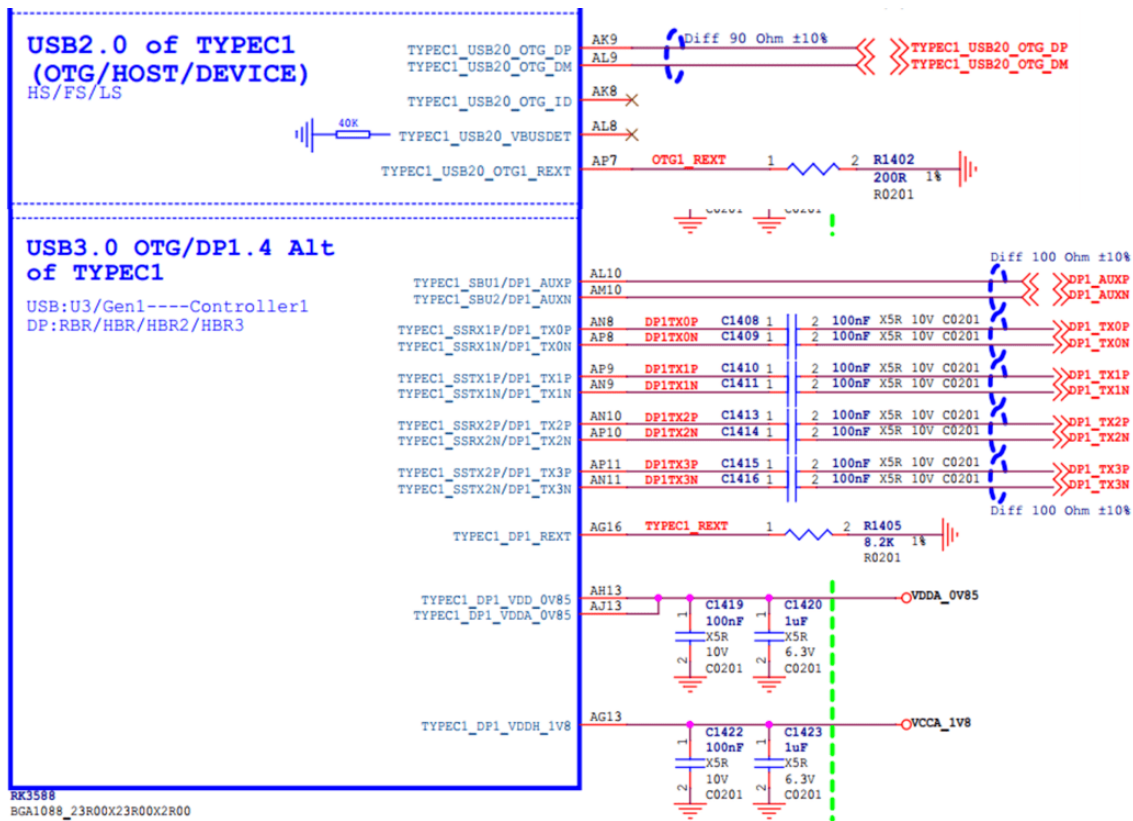 USB2.0 of TYPEC1
(OTG/HOST/DEVICE)
HS/FS/LS
TYPEC1_USB20_OTG_DP AK9 Diff 90 Ohm ±10% TYPEC1_USB20_OTG_DP
TYPEC1_USB20_OTG_DM AL9 TYPEC1_USB20_OTG_DM
TYPEC1_USB20_OTG_ID AK8
40K TYPEC1_USB20_VBUSDET AL8
TYPEC1_USB20_OTG1_REXT AP7 OTG1_REXT 1 2 R1402
200R 1%
R0201
C0201 C0201
USB3.0 OTG/DP1.4 Alt
of TYPEC1
USB:U3/Gen1----Controller1
DP:RBR/HBR/HBR2/HBR3
Diff 100 Ohm ±10%
TYPEC1_SBU1/DP1_AUXP AL10 DP1_AUXP
TYPEC1_SBU2/DP1_AUXN AM10 DP1_AUXN
TYPEC1_SSRX1P/DP1_TX0P AN8 DP1TX0P C1408 1 2 100nF X5R 10V C0201 DP1_TX0P
TYPEC1_SSRX1N/DP1_TX0N AP8 DP1TX0N C1409 1 2 100nF X5R 10V C0201 DP1_TX0N
TYPEC1_SSTX1P/DP1_TX1P AP9 DP1TX1P C1410 1 2 100nF X5R 10V C0201 DP1_TX1P
TYPEC1_SSTX1N/DP1_TX1N AN9 DP1TX1N C1411 1 2 100nF X5R 10V C0201 DP1_TX1N
TYPEC1_SSRX2P/DP1_TX2P AN10 DP1TX2P C1413 1 2 100nF X5R 10V C0201 DP1_TX2P
TYPEC1_SSRX2N/DP1_TX2N AP10 DP1TX2N C1414 1 2 100nF X5R 10V C0201 DP1_TX2N
TYPEC1_SSTX2P/DP1_TX3P AP11 DP1TX3P C1415 1 2 100nF X5R 10V C0201 DP1_TX3P
TYPEC1_SSTX2N/DP1_TX3N AN11 DP1TX3N C1416 1 2 100nF X5R 10V C0201 DP1_TX3N
Diff 100 Ohm ±10%
TYPEC1_DP1_REXT AG16 TYPEC1_REXT 1 2 R1405
8.2K 1%
R0201
TYPEC1_DP1_VDD_0V85 AH13 VDDA_0V85
TYPEC1_DP1_VDDA_0V85 AJ13
1 C1419 1 C1420
100nF 1uF
X5R X5R
10V 6.3V
2 C0201 2 C0201
TYPEC1_DP1_VDDH_1V8 AG13 VCCA_1V8
1 C1422 1 C1423
100nF 1uF
X5R X5R
10V 6.3V
2 C0201 2 C0201
RK3588
BGA1088_23R00X23R00X2R00